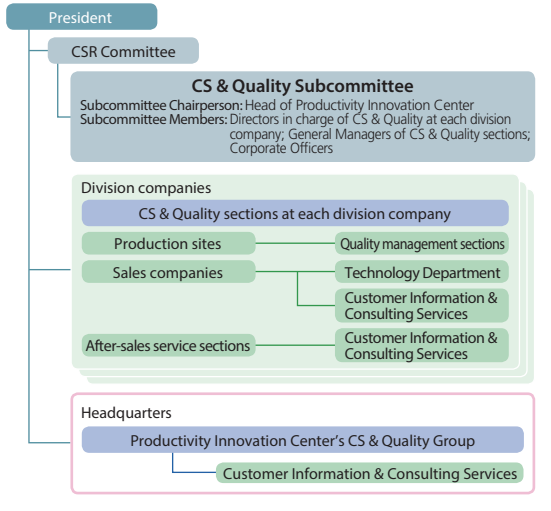 President
CSR Committee
CS & Quality Subcommittee
Subcommittee Chairperson: Head of Productivity Innovation Center
Subcommittee Members: Directors in charge of CS & Quality at each division
company; General Managers of CS & Quality sections;
Corporate Officers
Division companies
CS & Quality sections at each division company
Production sites
Quality management sections
Sales companies
Technology Department
Customer Information &
Consulting Services
After-sales service sections
Customer Information &
Consulting Services
Headquarters
Productivity Innovation Center's CS & Quality Group
Customer Information & Consulting Services